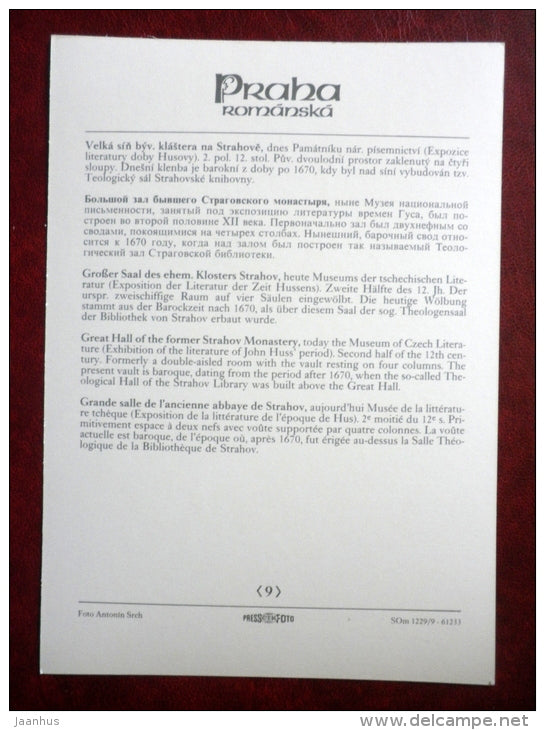 Praha
románská
Velká síň býv. kláštera na Strahově, dnes Památníku nár. písemnictví (Expozice
literatury doby Husovy). 2. pol. 12. stol. Pův. dvoulodní prostor zaklenutý na čtyři
sloupy. Dnešní klenba je barokní z doby po 1670, kdy byl nad síní vybudován tzv.
Teologický sál Strahovské knihovny.
Большой зал бывшего Страговского монастыря, ныне Музея национальной
письменности, занятый под экспозицию литературы времен Гуса, был по-
строен во второй половине XII века. Первоначально зал был двухнефным со
сводами, покоящимися на четырех столбах. Нынешний, барочный свод отно-
сится к 1670 году, когда над залом был построен так называемый Теоло-
гический зал Страговской библиотеки.
Großer Saal des ehem. Klosters Strahov, heute Museums der tschechischen Lite-
ratur (Exposition der Literatur der Zeit Hussens). Zweite Hälfte des 12. Jh. Der
urspr. zweischiffige Raum auf vier Säulen eingewölbt. Die heutige Wölbung
stammt aus der Barockzeit nach 1670, als über diesem Saal der sog. Theologensaal
der Bibliothek von Strahov erbaut wurde.
Great Hall of the former Strahov Monastery, today the Museum of Czech Litera-
ture (Exhibition of the literature of John Huss' period). Second half of the 12th cen-
tury. Formerly a double-aisled room with the vault resting on four columns. The
present vault is baroque, dating from the period after 1670, when the so-called The-
ological Hall of the Strahov Library was built above the Great Hall.
Grande salle de l'ancienne abbaye de Strahov, aujourd'hui Musée de la littératu-
re tchèque (Exposition de la littérature de l'époque de Hus). 2e moitié du 12e s. Pri-
mitivement espace à deux nefs avec voûte supportée par quatre colonnes. La voûte
actuelle est baroque, de l'époque où, après 1670, fut érigée au-dessus la Salle Théo-
logique de la Bibliothèque de Strahov.
⟨9⟩
Foto Antonín Srch
PRESSFOTO
SOm 1229/9 - 61233
jaanhus
www.delcampe.net